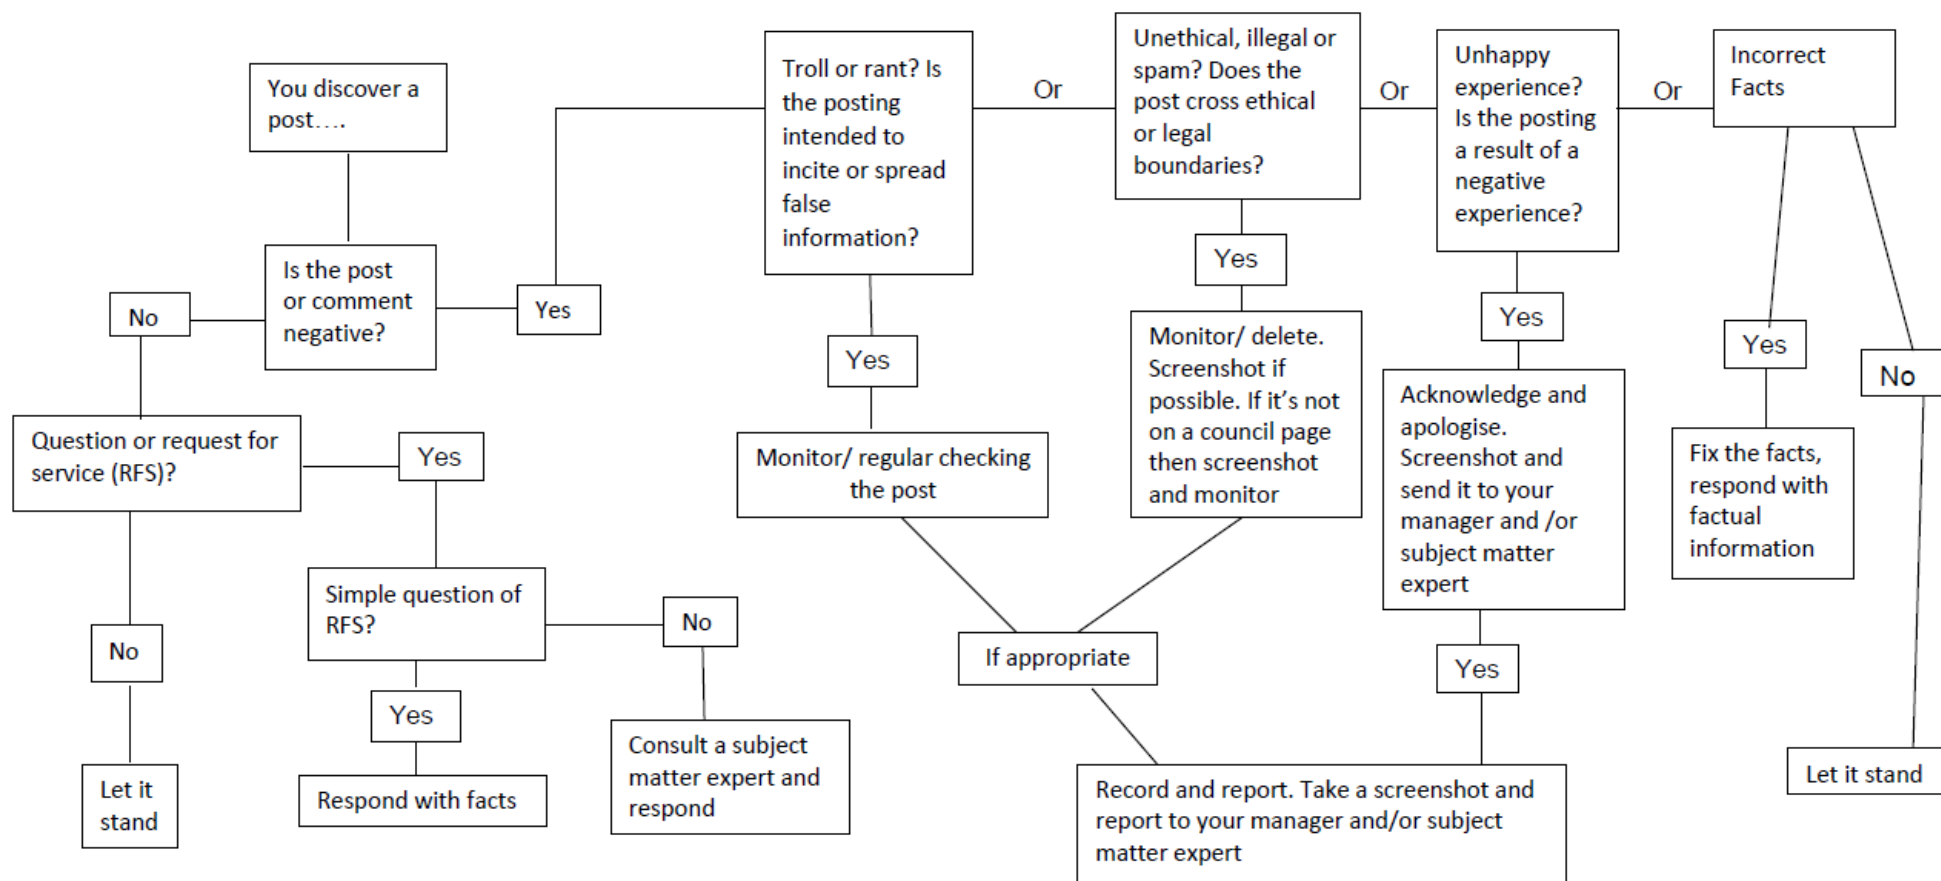 You discover a
post....
Is the post
or comment
negative?
No
Yes
Question or request for
service (RFS)?
Yes
No
Let it
stand
Simple question of
RFS?
Yes
Respond with facts
No
Consult a subject
matter expert and
respond
Troll or rant? Is
the posting
intended to
incite or spread
false
information?
Yes
Monitor/ regular checking
the post
Or
Unethical, illegal or
spam? Does the
post cross ethical
or legal
boundaries?
Yes
Monitor/ delete.
Screenshot if
possible. If it's not
on a council page
then screenshot
and monitor
If appropriate
Or
Unhappy
experience?
Is the posting
a result of a
negative
experience?
Yes
Acknowledge and
apologise.
Screenshot and
send it to your
manager and /or
subject matter
expert
Yes
Record and report. Take a screenshot and
report to your manager and/or subject
matter expert
Or
Incorrect
Facts
Yes
Fix the facts,
respond with
factual
information
No
Let it stand